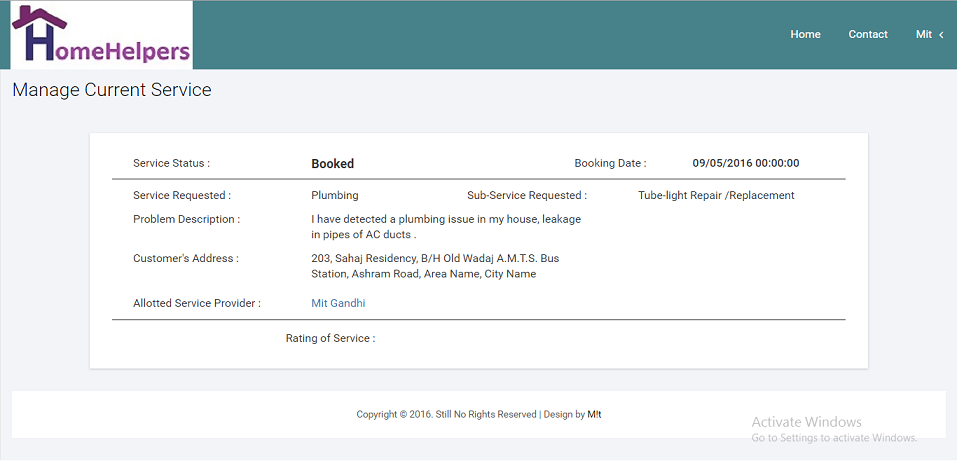 HomeHelpers
Home Contact Mit <
Manage Current Service
Service Status : Booked Booking Date : 09/05/2016 00:00:00
Service Requested : Plumbing Sub-Service Requested : Tube-light Repair /Replacement
Problem Description : I have detected a plumbing issue in my house, leakage
in pipes of AC ducts .
Customer's Address : 203, Sahaj Residency, B/H Old Wadaj A.M.T.S. Bus
Station, Ashram Road, Area Name, City Name
Allotted Service Provider : Mit Gandhi
Rating of Service :
Copyright © 2016. Still No Rights Reserved | Design by M!t
Activate Windows
Go to Settings to activate Windows.